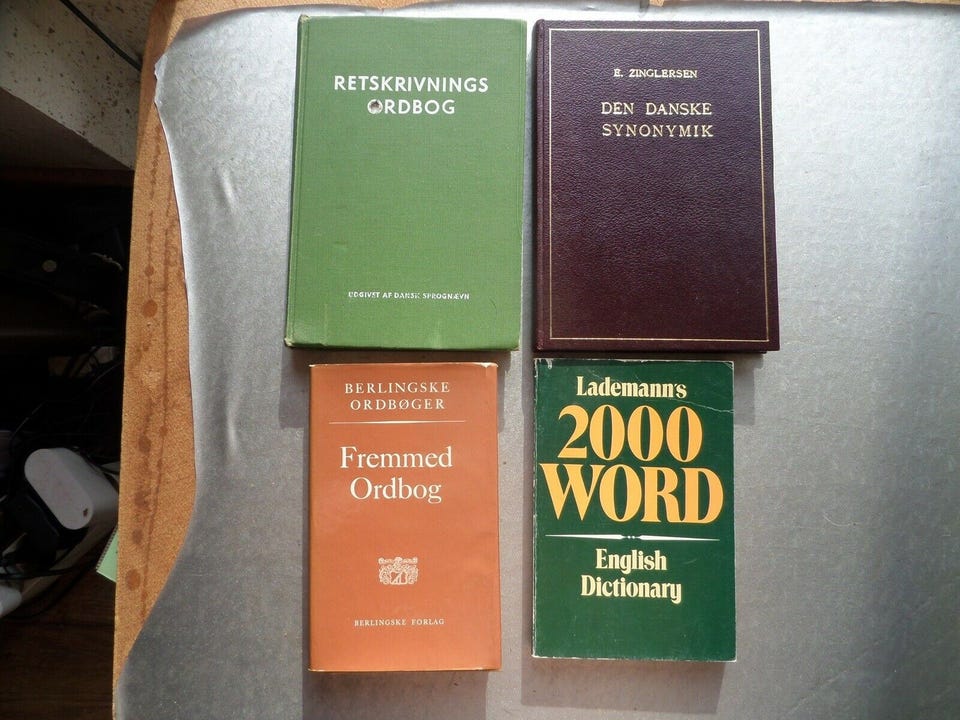 RETSKRIVNINGS
ORDBOG
UDGIVET AF DANSK SPROGNÆVN
E. ZINGLERSEN
DEN DANSKE
SYNONYMIK
BERLINGSKE
ORDBØGER
Fremmed
Ordbog
BERLINGSKE FORLAG
Lademann's
2000
WORD
English
Dictionary